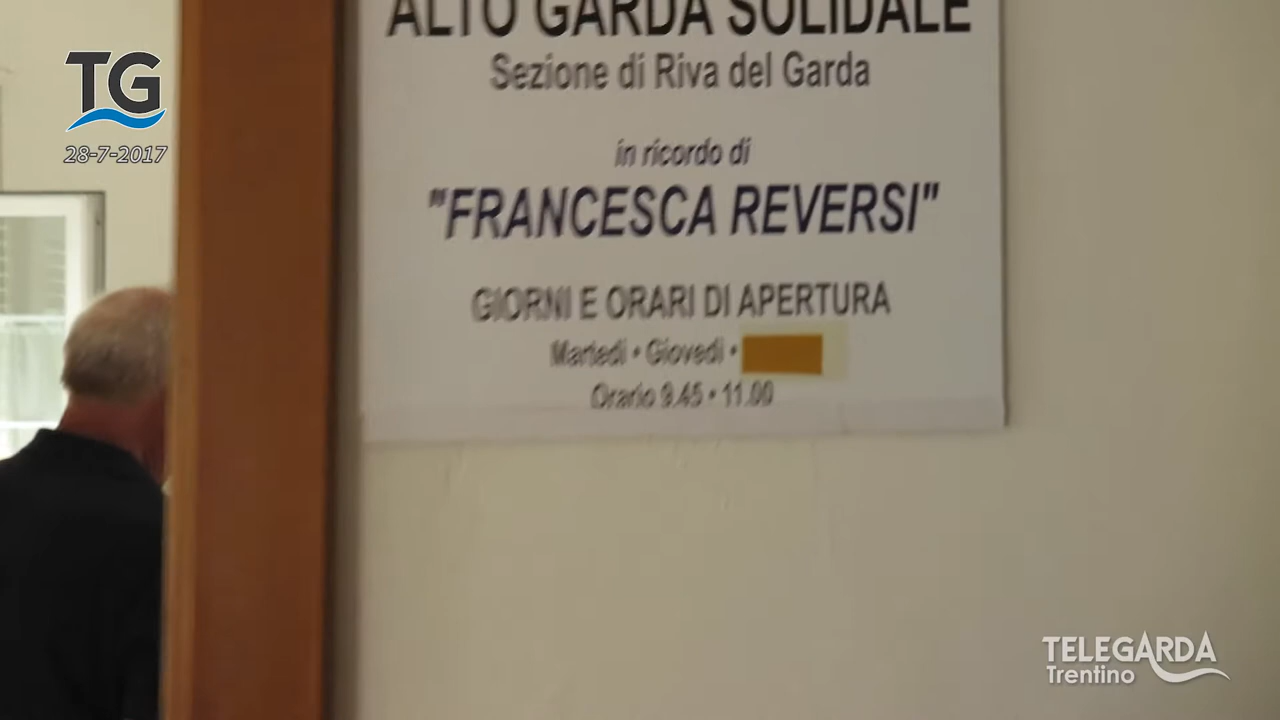 ALTO GARDA SOLIDALE
Sezione di Riva del Garda
in ricordo di
"FRANCESCA REVERSI"
GIORNI E ORARI DI APERTURA
Martedì • Giovedì •
Orario 9.45 • 11.00
TG
28-7-2017
TELEGARDA
Trentino